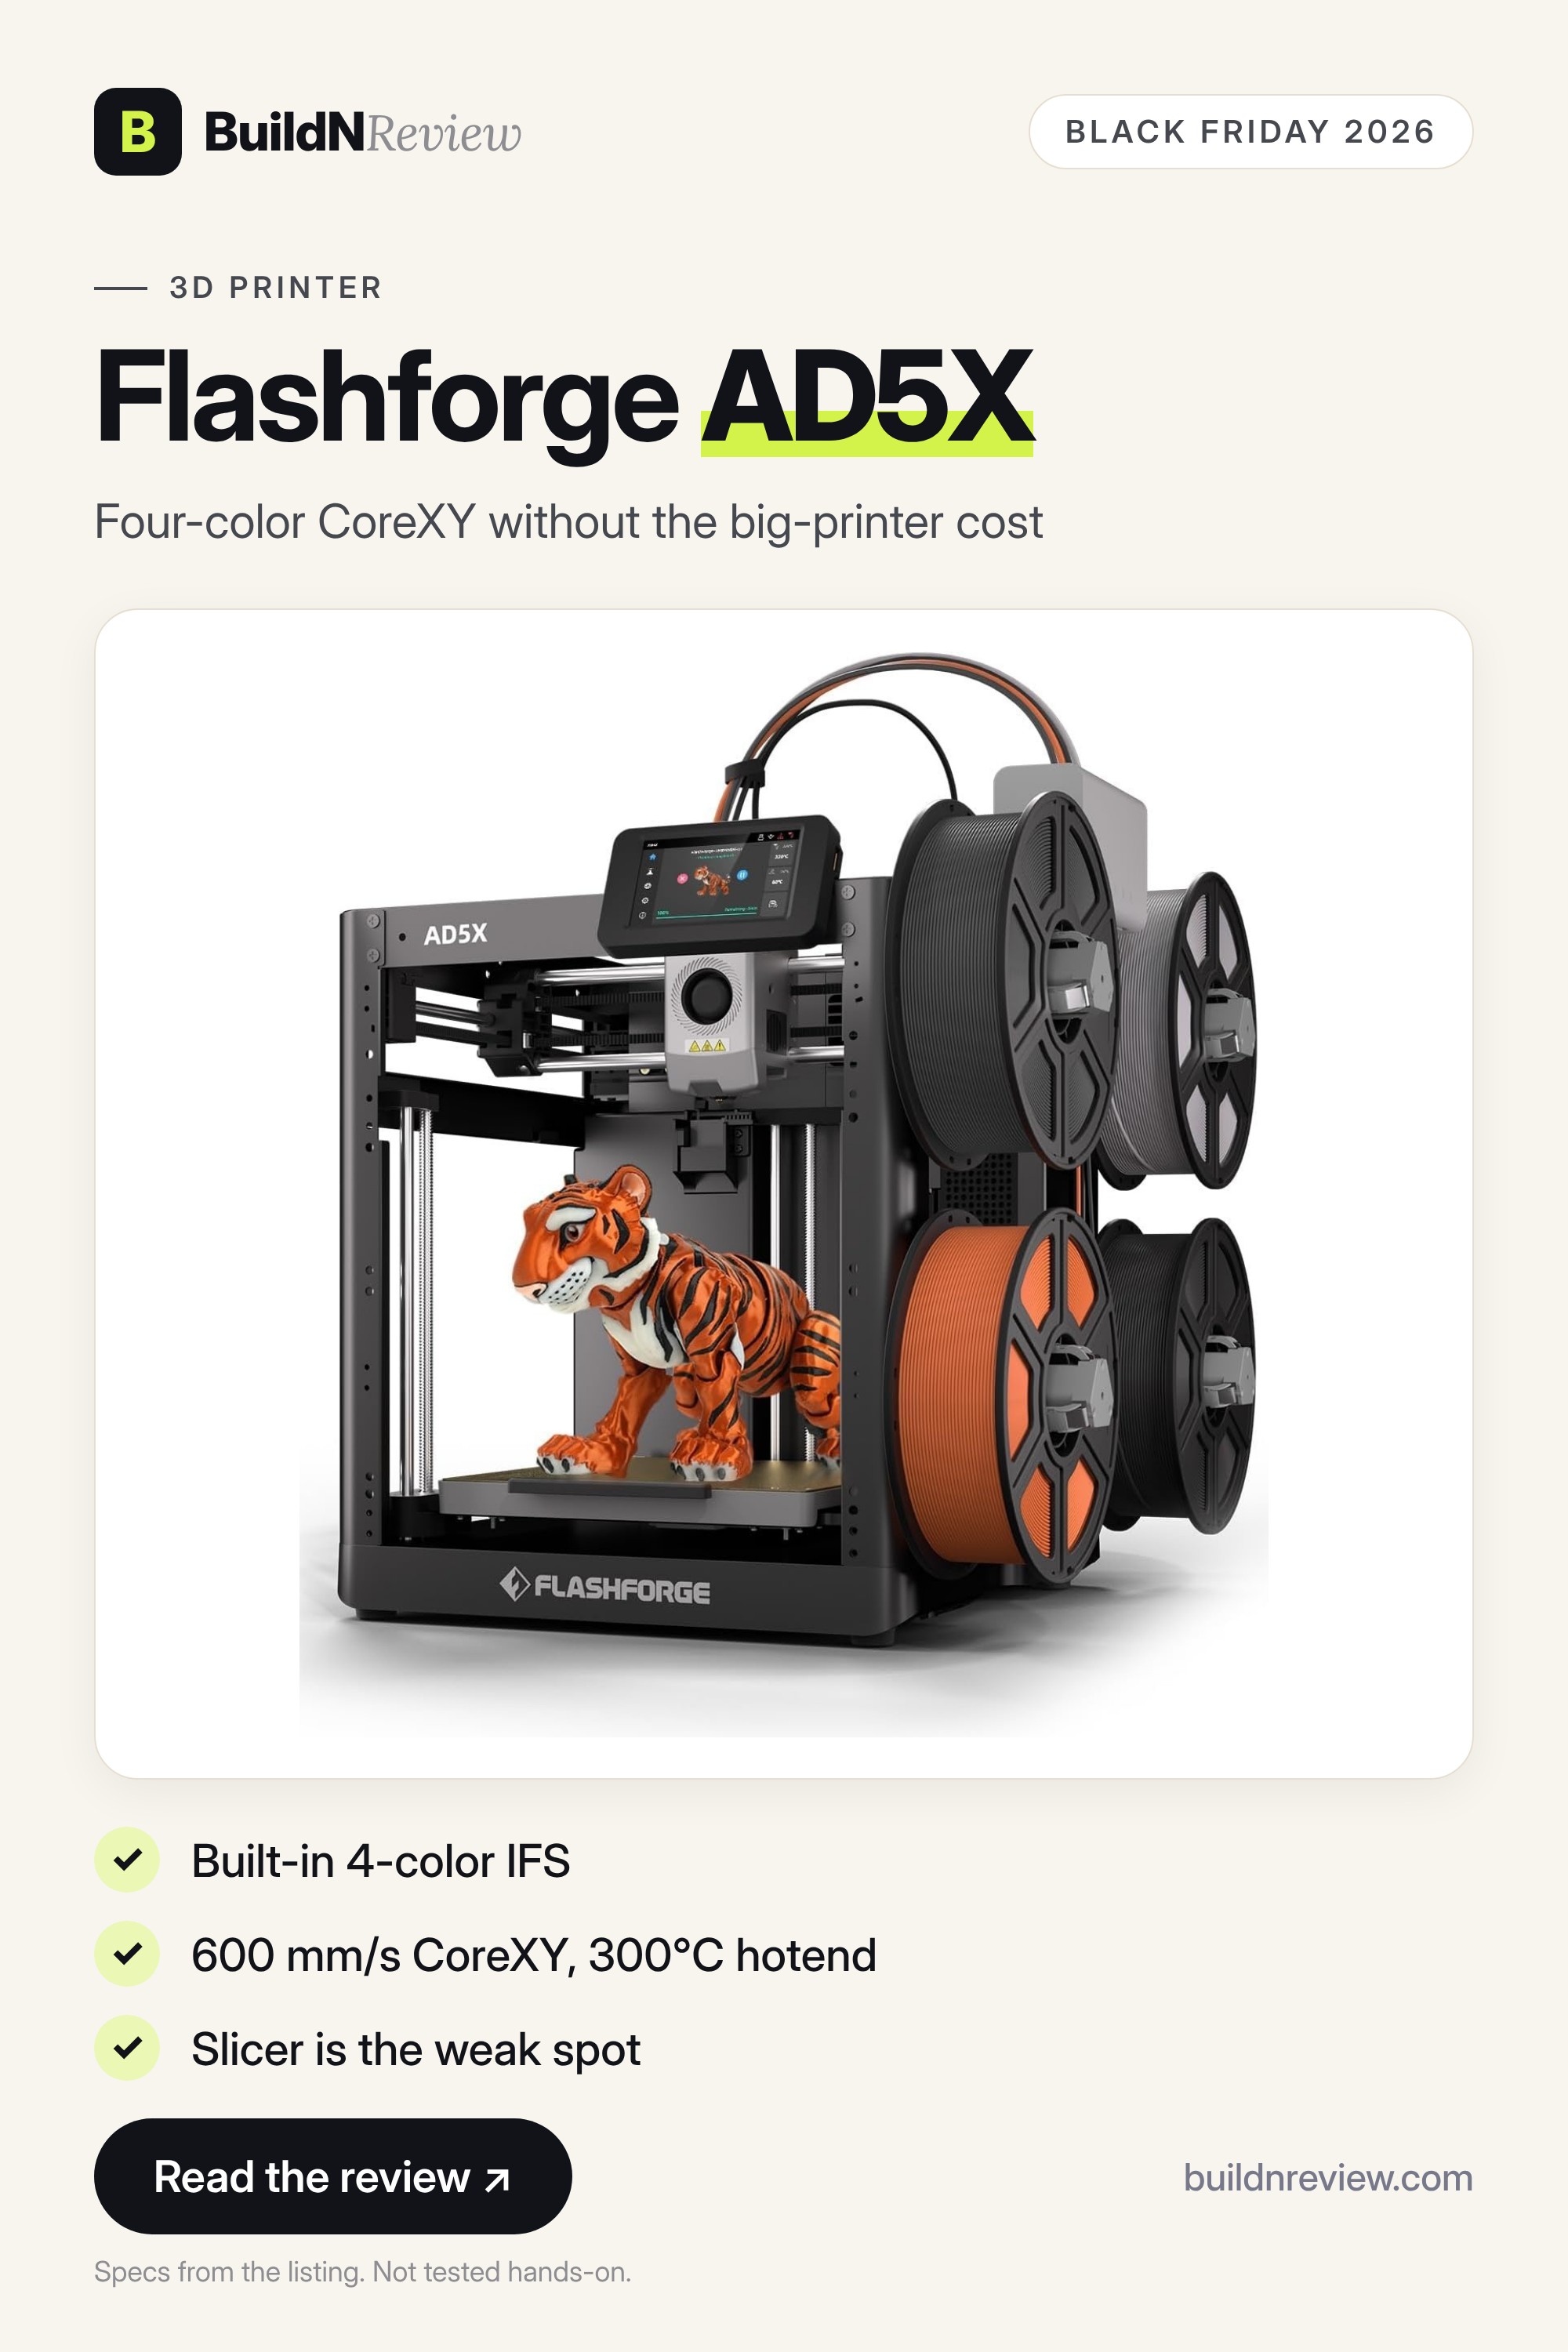 B BuildNReview
BLACK FRIDAY 2026
3D PRINTER
Flashforge AD5X
Four-color CoreXY without the big-printer cost
AD5X
FLASHFORGE
Built-in 4-color IFS
600 mm/s CoreXY, 300°C hotend
Slicer is the weak spot
Read the review ↗
buildnreview.com
Specs from the listing. Not tested hands-on.